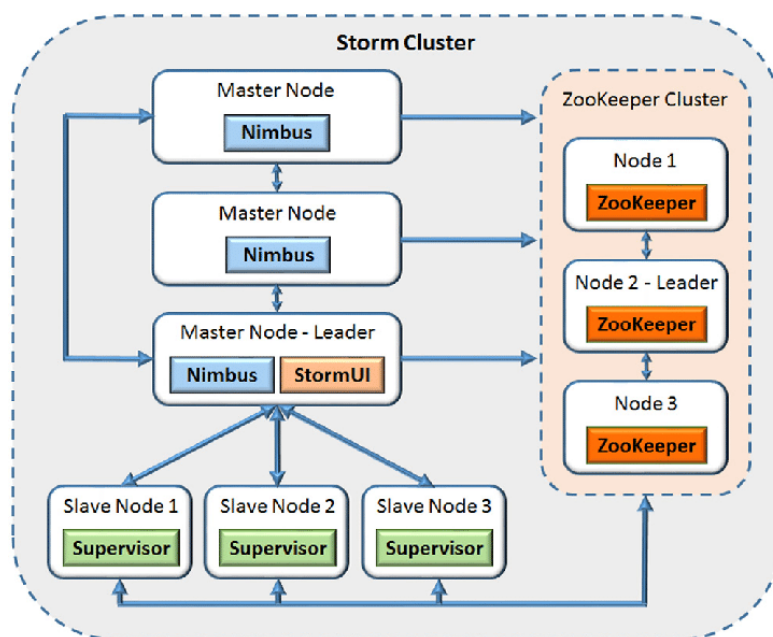 Storm Cluster
Master Node
Nimbus
Master Node
Nimbus
Master Node - Leader
Nimbus
StormUI
Slave Node 1
Supervisor
Slave Node 2
Supervisor
Slave Node 3
Supervisor
ZooKeeper Cluster
Node 1
ZooKeeper
Node 2 - Leader
ZooKeeper
Node 3
ZooKeeper